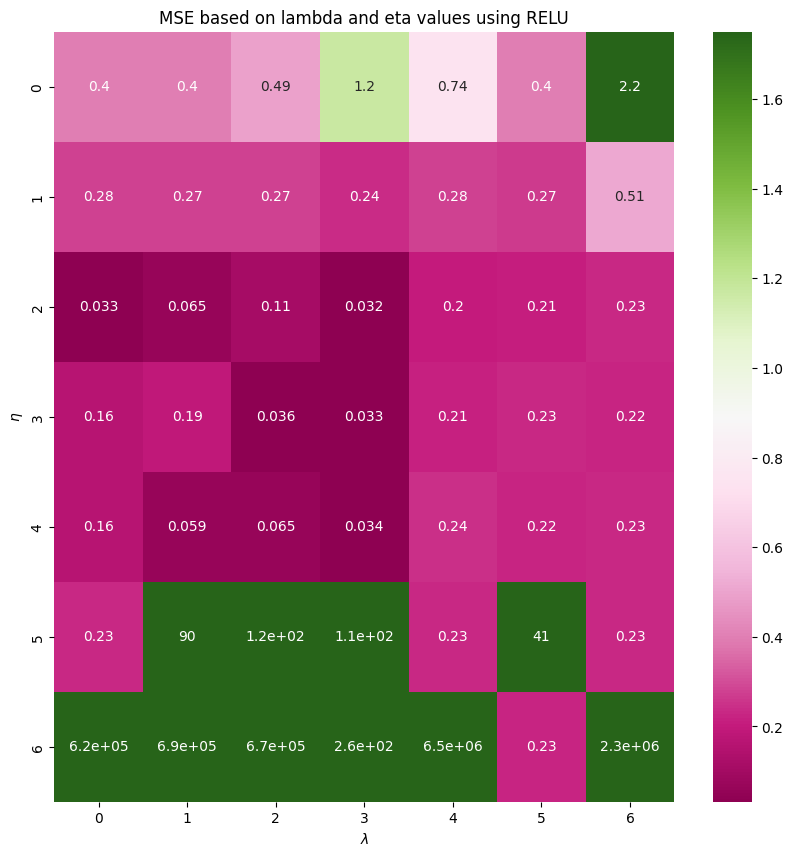 MSE based on lambda and eta values using RELU
0 0.4 0.4 0.49 1.2 0.74 0.4 2.2
1 0.28 0.27 0.27 0.24 0.28 0.27 0.51
2 0.033 0.065 0.11 0.032 0.2 0.21 0.23
3 0.16 0.19 0.036 0.033 0.21 0.23 0.22
4 0.16 0.059 0.065 0.034 0.24 0.22 0.23
5 0.23 90 1.2e+02 1.1e+02 0.23 41 0.23
6 6.2e+05 6.9e+05 6.7e+05 2.6e+02 6.5e+06 0.23 2.3e+06
η
0 1 2 3 4 5 6
λ
1.6
1.4
1.2
1.0
0.8
0.6
0.4
0.2